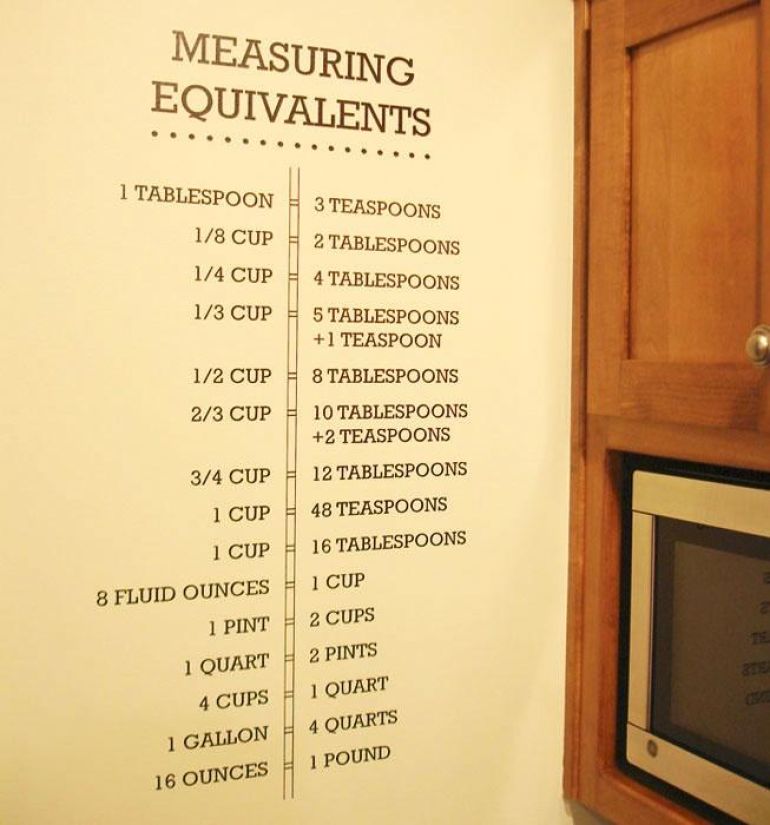 MEASURING
EQUIVALENTS
1 TABLESPOON = 3 TEASPOONS
1/8 CUP = 2 TABLESPOONS
1/4 CUP = 4 TABLESPOONS
1/3 CUP = 5 TABLESPOONS
+1 TEASPOON
1/2 CUP = 8 TABLESPOONS
2/3 CUP = 10 TABLESPOONS
+2 TEASPOONS
3/4 CUP = 12 TABLESPOONS
1 CUP = 48 TEASPOONS
1 CUP = 16 TABLESPOONS
8 FLUID OUNCES = 1 CUP
1 PINT = 2 CUPS
1 QUART = 2 PINTS
4 CUPS = 1 QUART
1 GALLON = 4 QUARTS
16 OUNCES = 1 POUND